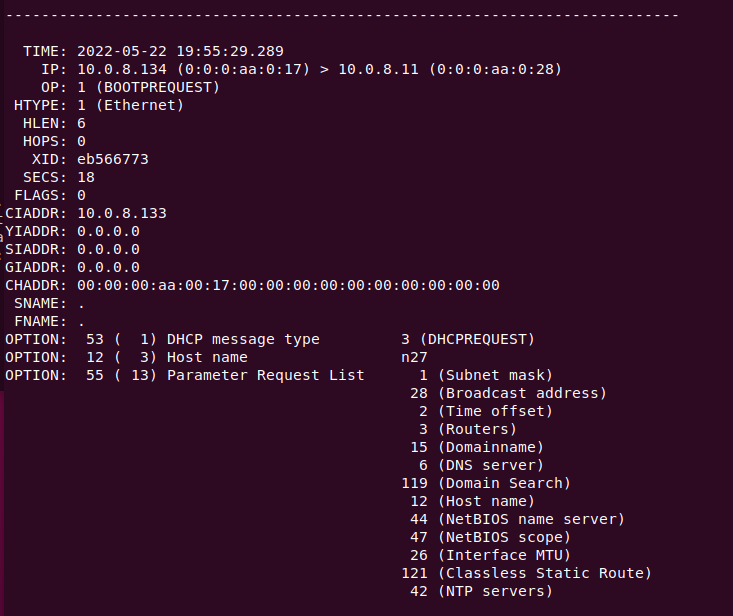 ---------------------------------------------------------------------------
TIME: 2022-05-22 19:55:29.289
IP: 10.0.8.134 (0:0:0:aa:0:17) > 10.0.8.11 (0:0:0:aa:0:28)
OP: 1 (BOOTPREQUEST)
HTYPE: 1 (Ethernet)
HLEN: 6
HOPS: 0
XID: eb566773
SECS: 18
FLAGS: 0
CIADDR: 10.0.8.133
YIADDR: 0.0.0.0
SIADDR: 0.0.0.0
GIADDR: 0.0.0.0
CHADDR: 00:00:00:aa:00:17:00:00:00:00:00:00:00:00:00:00
SNAME: .
FNAME: .
OPTION:  53 (  1) DHCP message type         3 (DHCPREQUEST)
OPTION:  12 (  3) Host name                 n27
OPTION:  55 ( 13) Parameter Request List      1 (Subnet mask)
28 (Broadcast address)
2 (Time offset)
3 (Routers)
15 (Domainname)
6 (DNS server)
119 (Domain Search)
12 (Host name)
44 (NetBIOS name server)
47 (NetBIOS scope)
26 (Interface MTU)
121 (Classless Static Route)
42 (NTP servers)